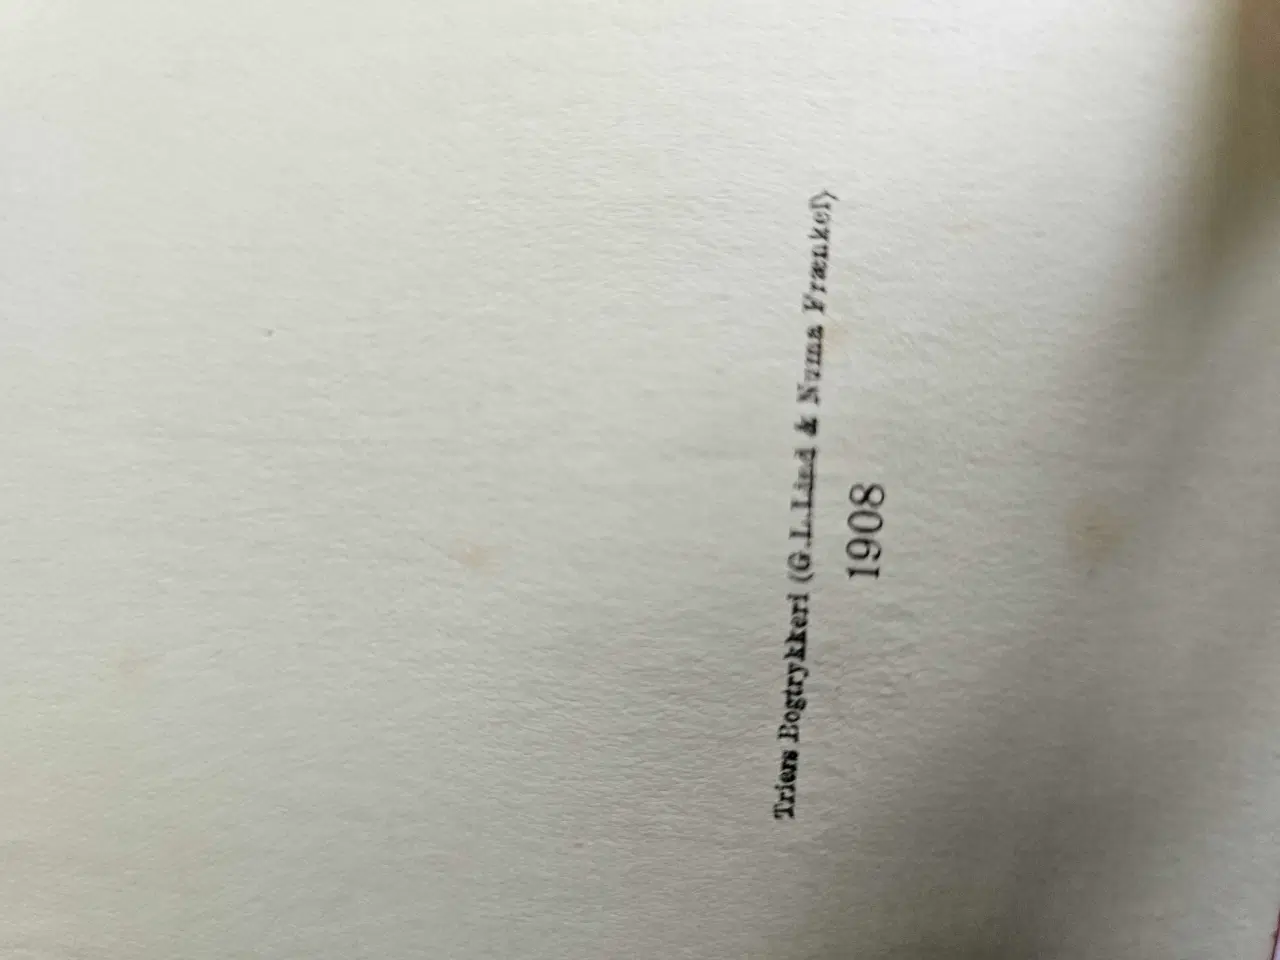 Triers Bogtrykkeri (G. L. Lind & Numa Frænkel)
1908